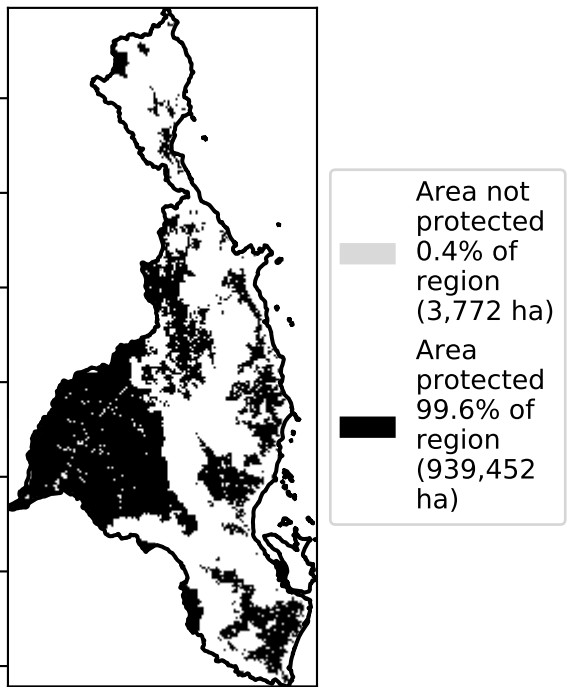 Area not
protected
0.4% of
region
(3,772 ha)
Area
protected
99.6% of
region
(939,452
ha)